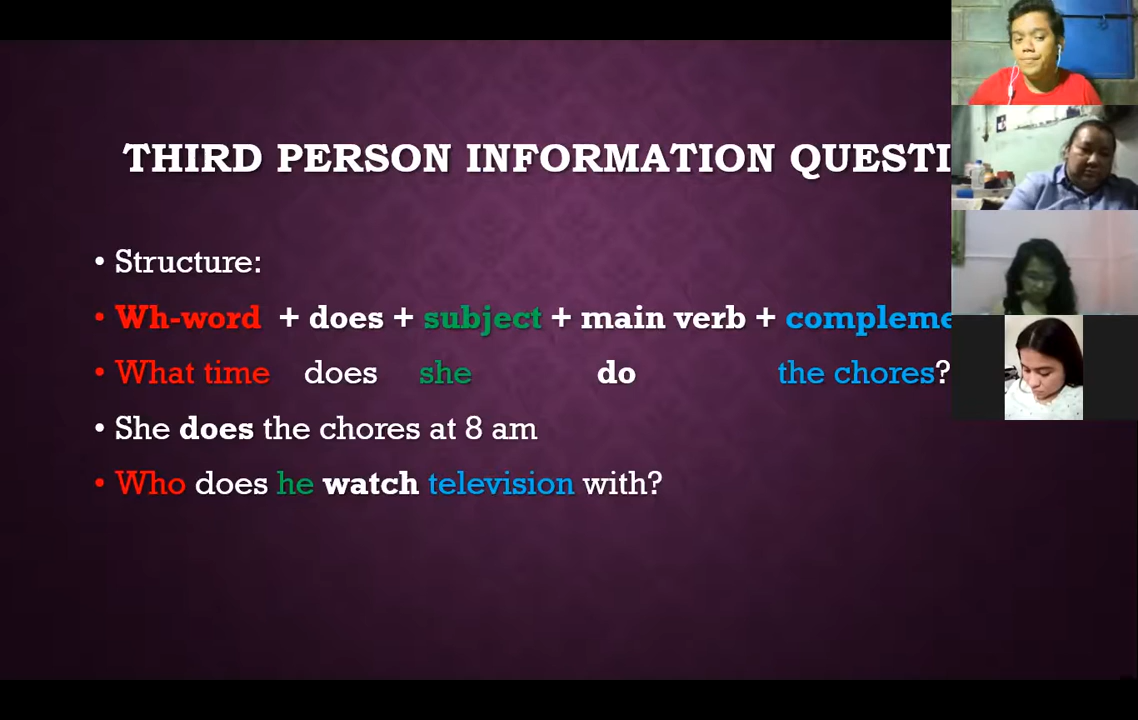 THIRD PERSON INFORMATION QUESTI
• Structure:
• Wh-word + does + subject + main verb + compleme
• What time does she do the chores?
• She does the chores at 8 am
• Who does he watch television with?